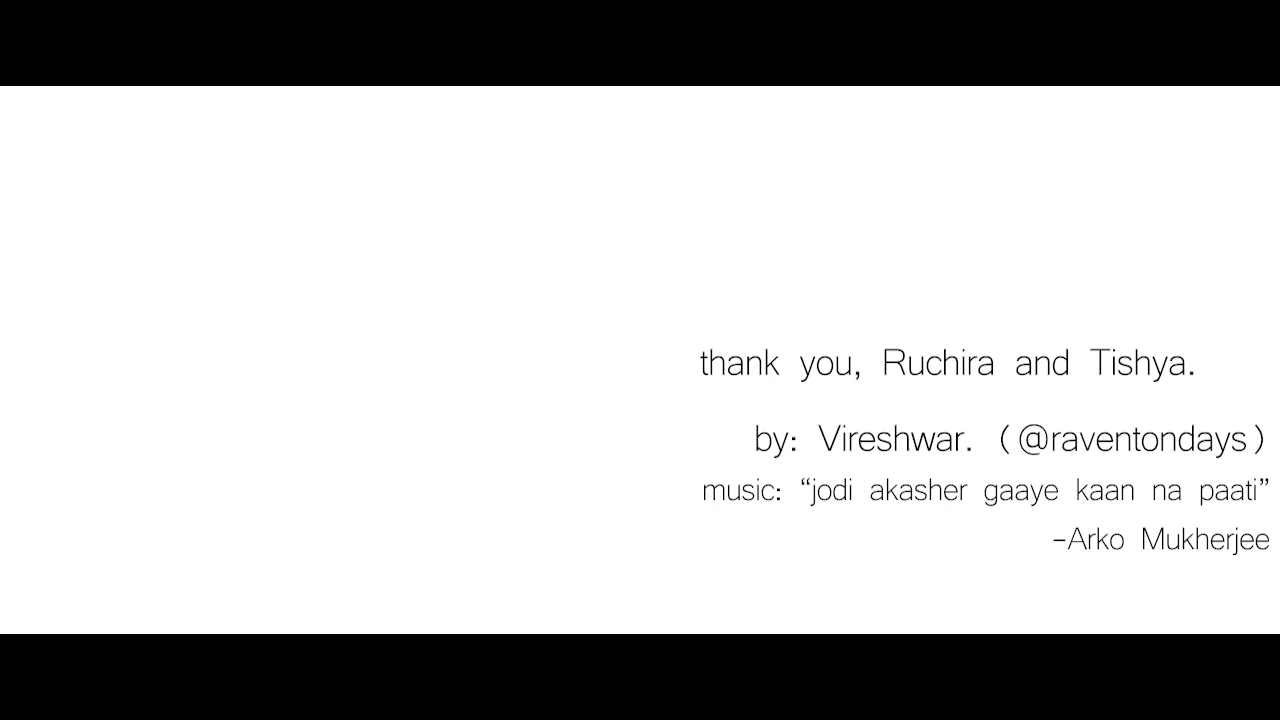 thank you, Ruchira and Tishya.
by: Vireshwar. (@raventondays)
music: “jodi akasher gaaye kaan na paati”
-Arko Mukherjee